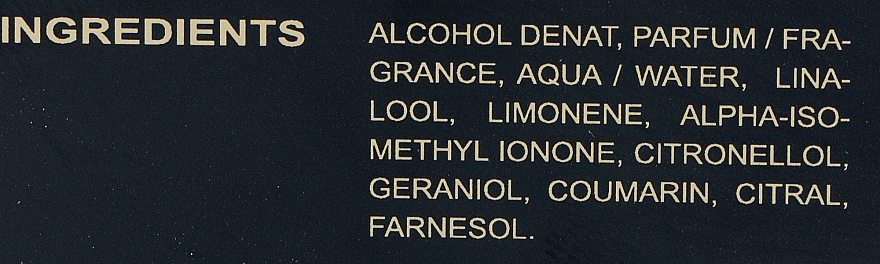 INGREDIENTS
ALCOHOL DENAT, PARFUM / FRA-
GRANCE, AQUA / WATER, LINA-
LOOL, LIMONENE, ALPHA-ISO-
METHYL IONONE, CITRONELLOL,
GERANIOL, COUMARIN, CITRAL,
FARNESOL.